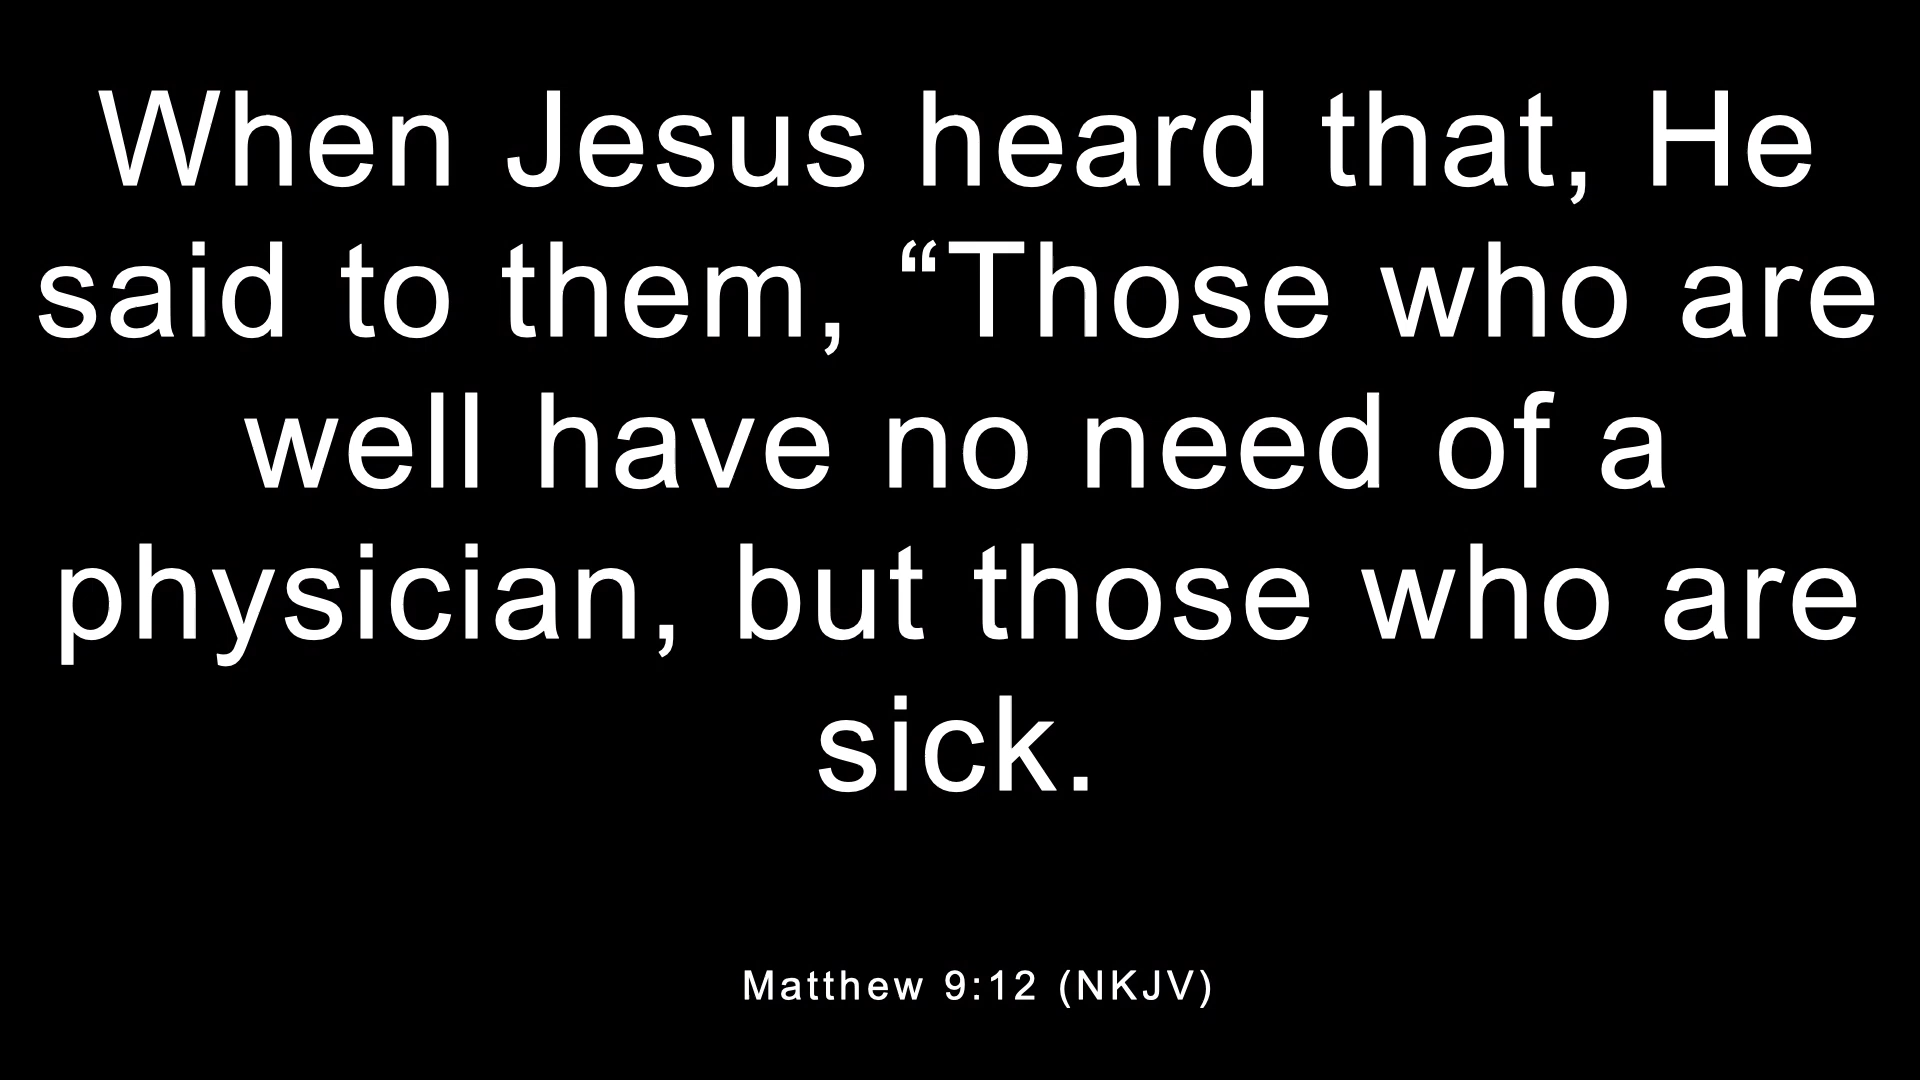 When Jesus heard that, He
said to them, “Those who are
well have no need of a
physician, but those who are
sick.
Matthew 9:12 (NKJV)